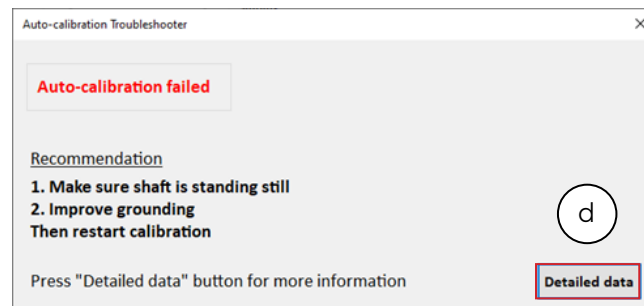 Auto-calibration Troubleshooter
Auto-calibration failed
Recommendation
1. Make sure shaft is standing still
2. Improve grounding
Then restart calibration
d
Press "Detailed data" button for more information
Detailed data